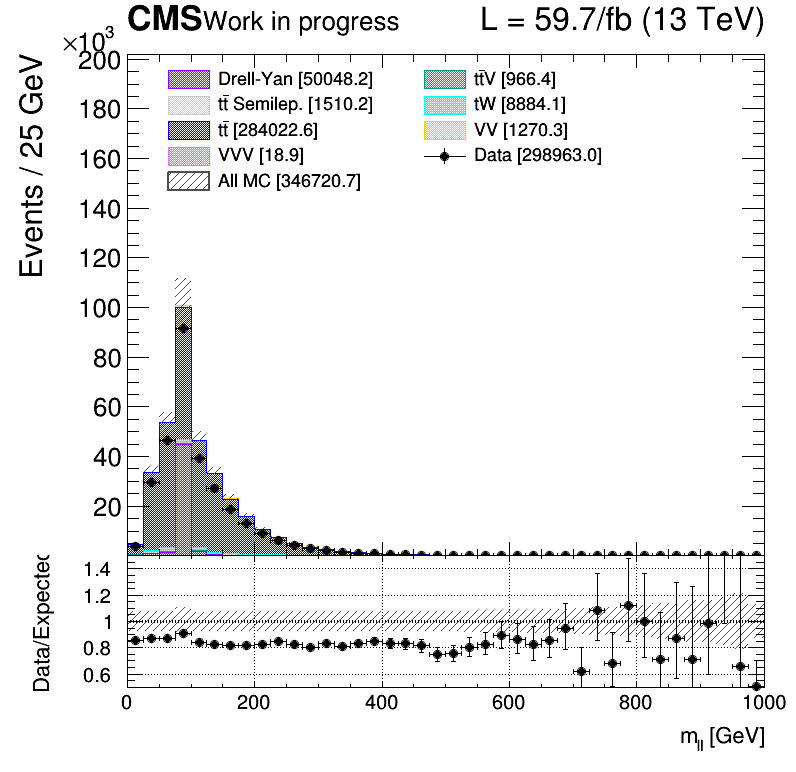 CMS Work in progress L = 59.7/fb (13 TeV)
×10³
Events / 25 GeV
200
180
160
140
120
100
80
60
40
20
Drell-Yan [50048.2]
tt̄ Semilep. [1510.2]
tt̄ [284022.6]
VVV [18.9]
All MC [346720.7]
tt̄V [966.4]
tW [8884.1]
VV [1270.3]
Data [298963.0]
Data/Expected
1.4
1.2
1
0.8
0.6
0 200 400 600 800 1000
m_ll [GeV]